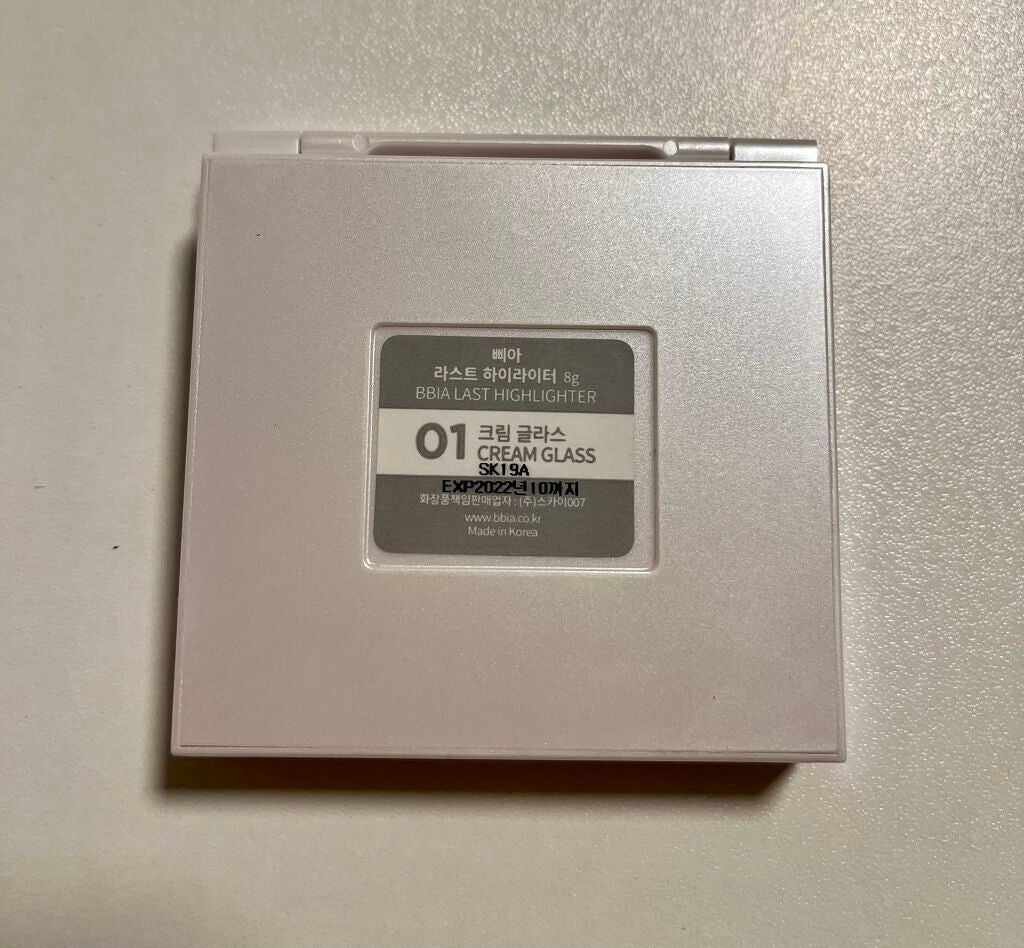 삐아
라스트 하이라이터 8g
BBIA LAST HIGHLIGHTER
01 크림 글라스
CREAM GLASS
SK19A
EXP2022년10까지
화장품책임판매업자 : (주)스카이007
www.bbia.co.kr
Made in Korea